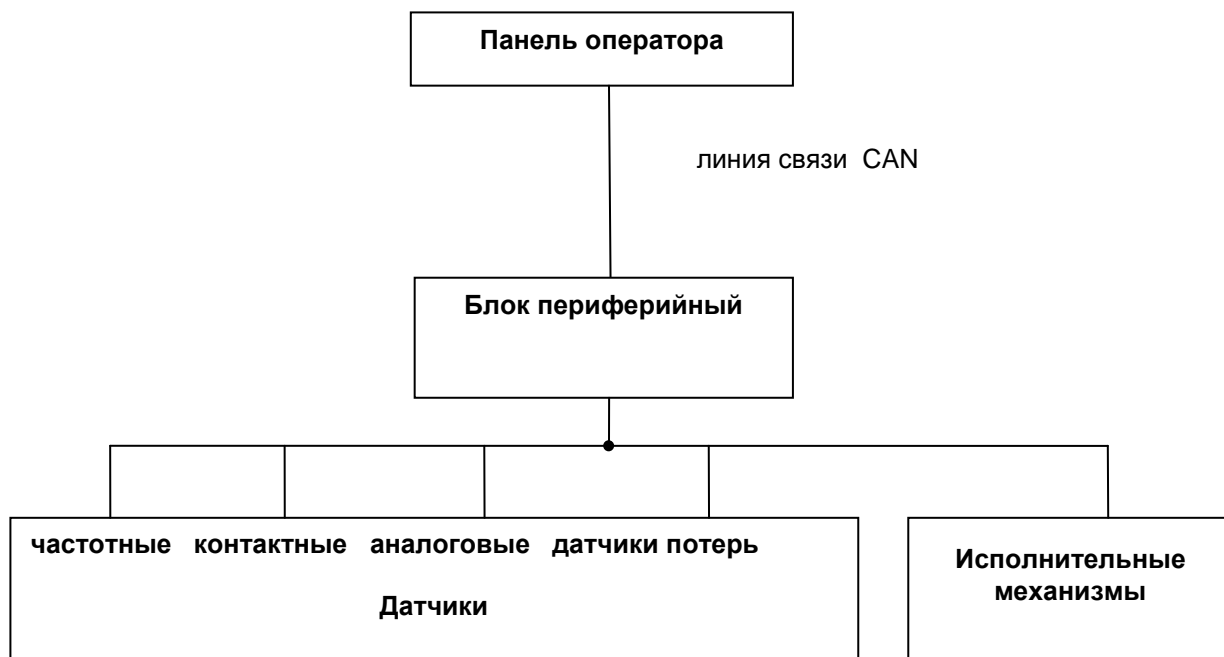 Панель оператора
линия связи CAN
Блок периферийный
частотные контактные аналоговые датчики потерь
Датчики
Исполнительные
механизмы